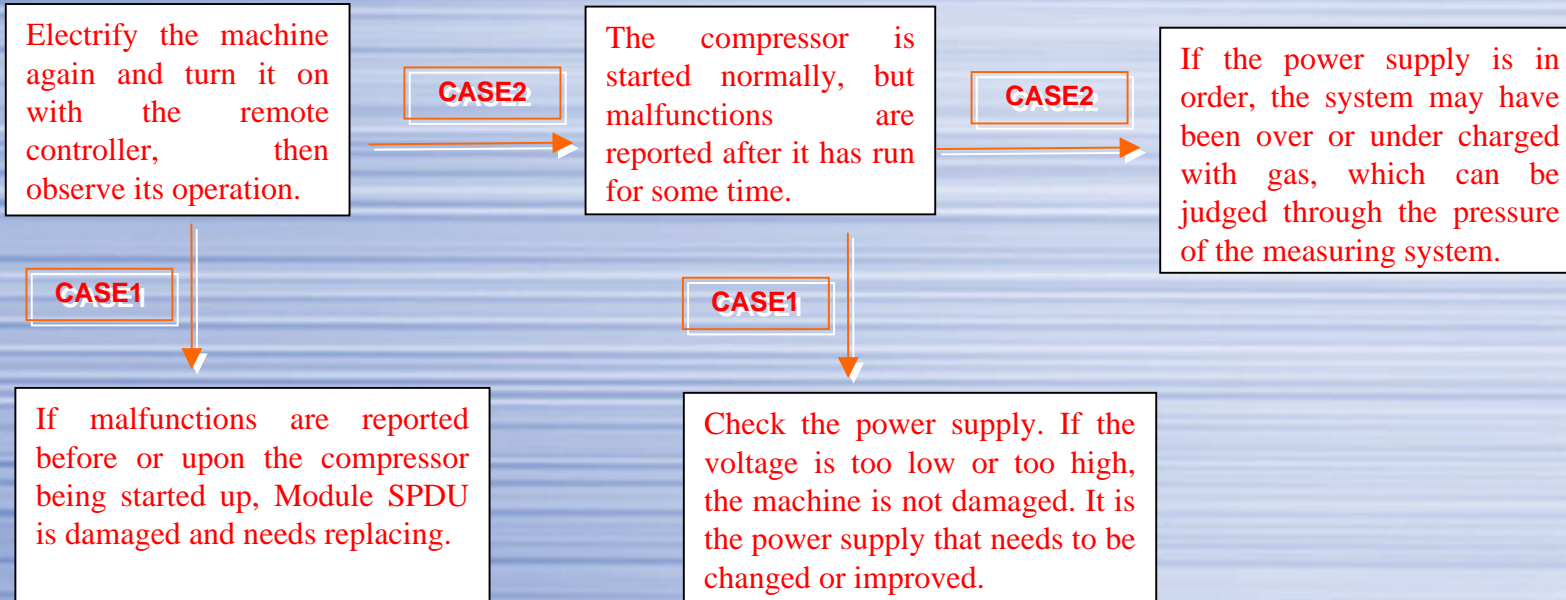 Electrify the machine
again and turn it on
with the remote
controller, then
observe its operation.
CASE2
The compressor is
started normally, but
malfunctions are
reported after it has run
for some time.
CASE2
If the power supply is in
order, the system may have
been over or under charged
with gas, which can be
judged through the pressure
of the measuring system.
CASE1
If malfunctions are reported
before or upon the compressor
being started up, Module SPDU
is damaged and needs replacing.
CASE1
Check the power supply. If the
voltage is too low or too high,
the machine is not damaged. It is
the power supply that needs to be
changed or improved.